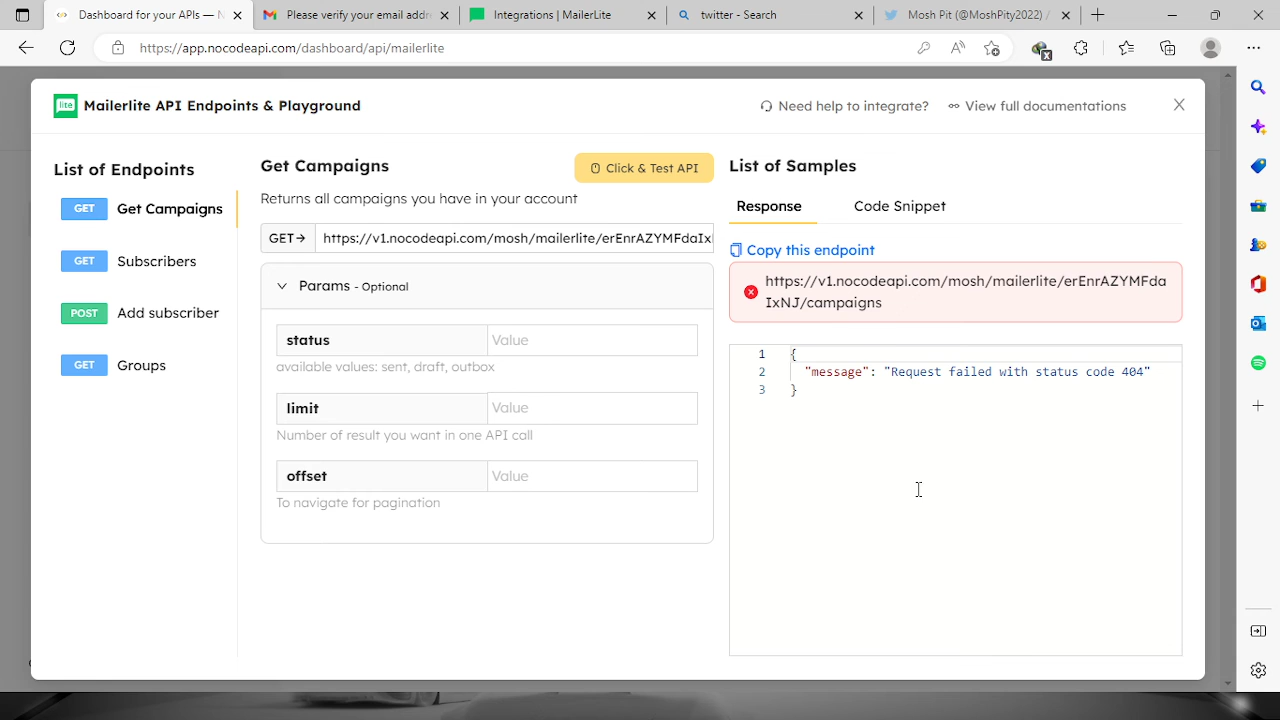 Dashboard for your APIs — N
Please verify your email addr
Integrations | MailerLite
twitter - Search
Mosh Pit (@MoshPity2022) /
https://app.nocodeapi.com/dashboard/api/mailerlite
lite
Mailerlite API Endpoints & Playground
Need help to integrate?
View full documentations
List of Endpoints
GET Get Campaigns
GET Subscribers
POST Add subscriber
GET Groups
Get Campaigns
Click & Test API
Returns all campaigns you have in your account
GET→ https://v1.nocodeapi.com/mosh/mailerlite/erEnrAZYMFdaIx
Params - Optional
status Value
available values: sent, draft, outbox
limit Value
Number of result you want in one API call
offset Value
To navigate for pagination
List of Samples
Response Code Snippet
Copy this endpoint
https://v1.nocodeapi.com/mosh/mailerlite/erEnrAZYMFda
IxNJ/campaigns
1 {
2 "message": "Request failed with status code 404"
3 }